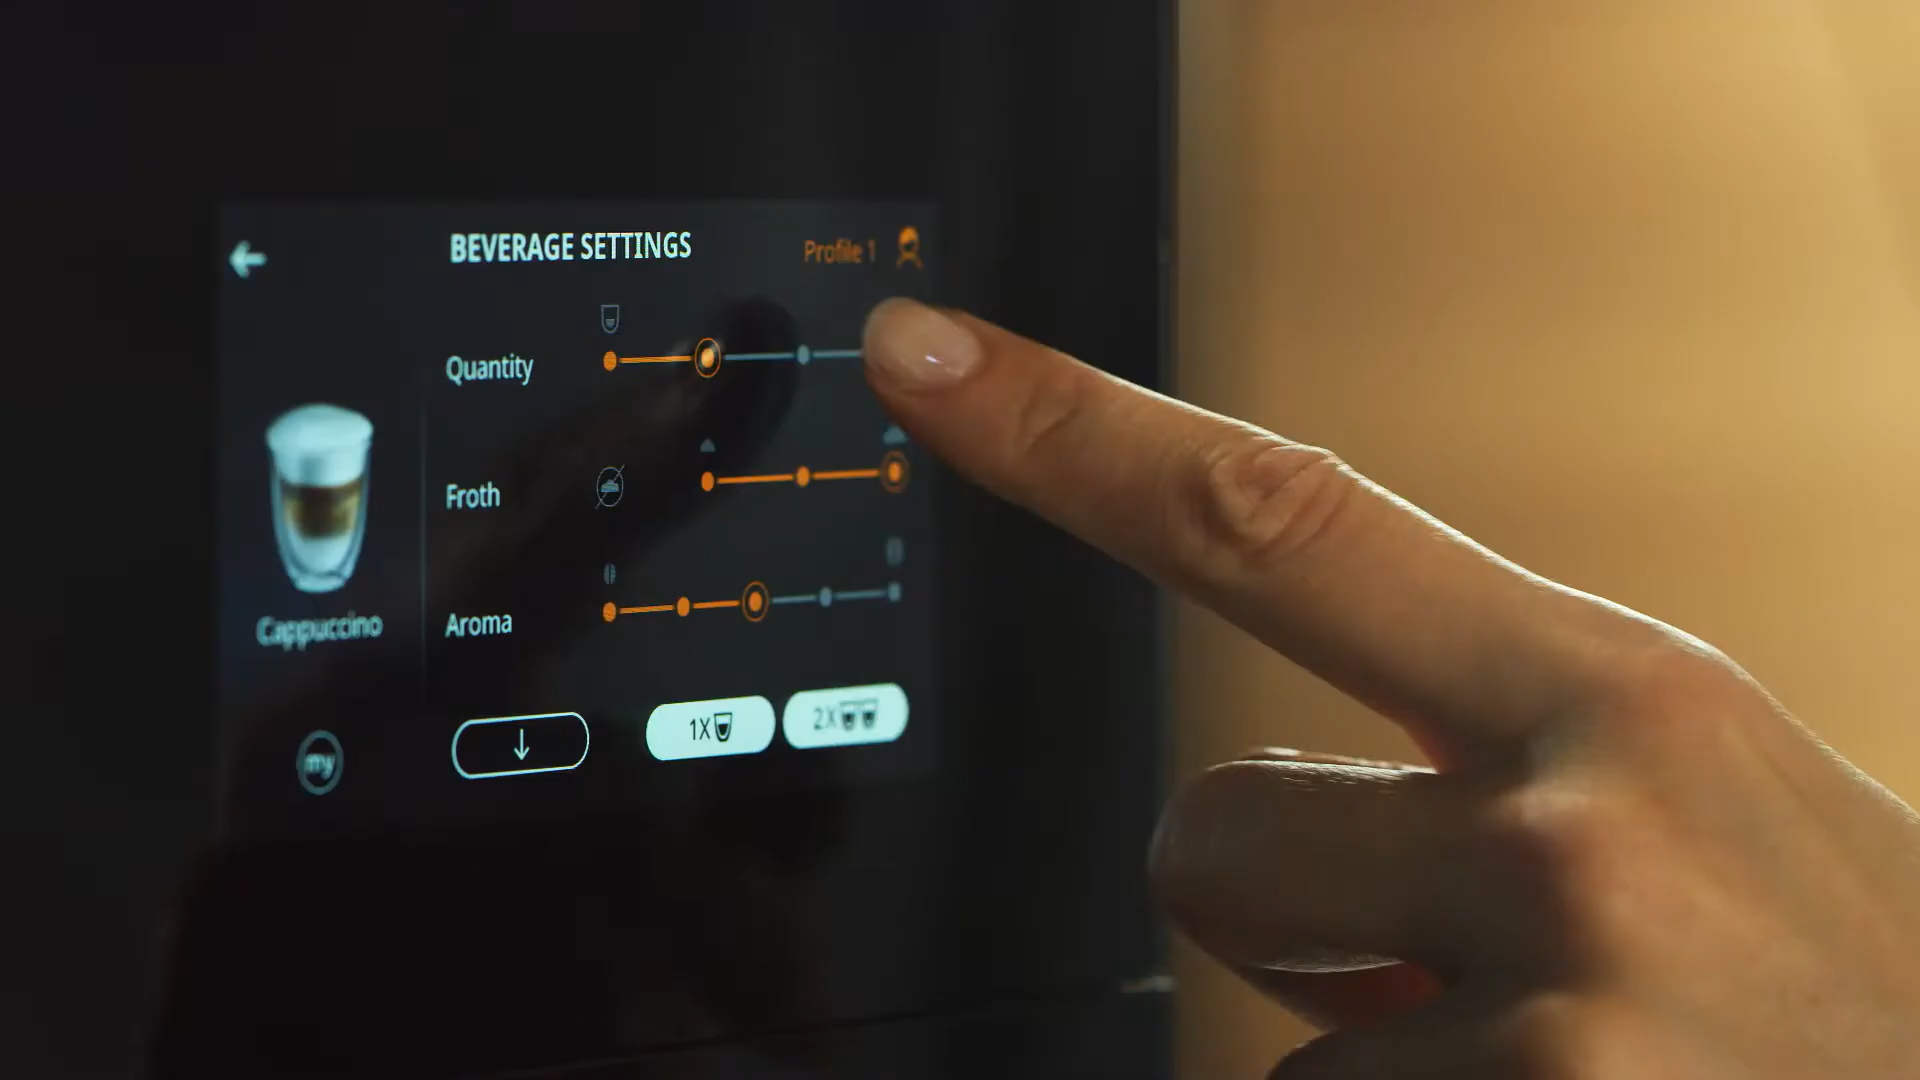 BEVERAGE SETTINGS
Profile 1
Quantity
Froth
Aroma
Cappuccino
my
1X
2X